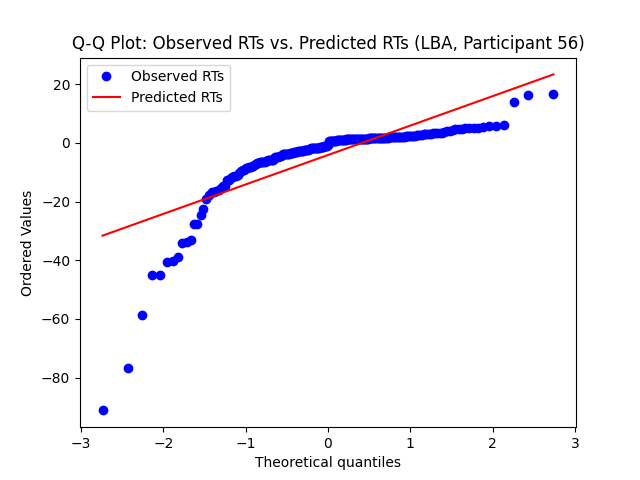 Q-Q Plot: Observed RTs vs. Predicted RTs (LBA, Participant 56)
Observed RTs
Predicted RTs
20
0
−20
−40
−60
−80
Ordered Values
−3 −2 −1 0 1 2 3
Theoretical quantiles